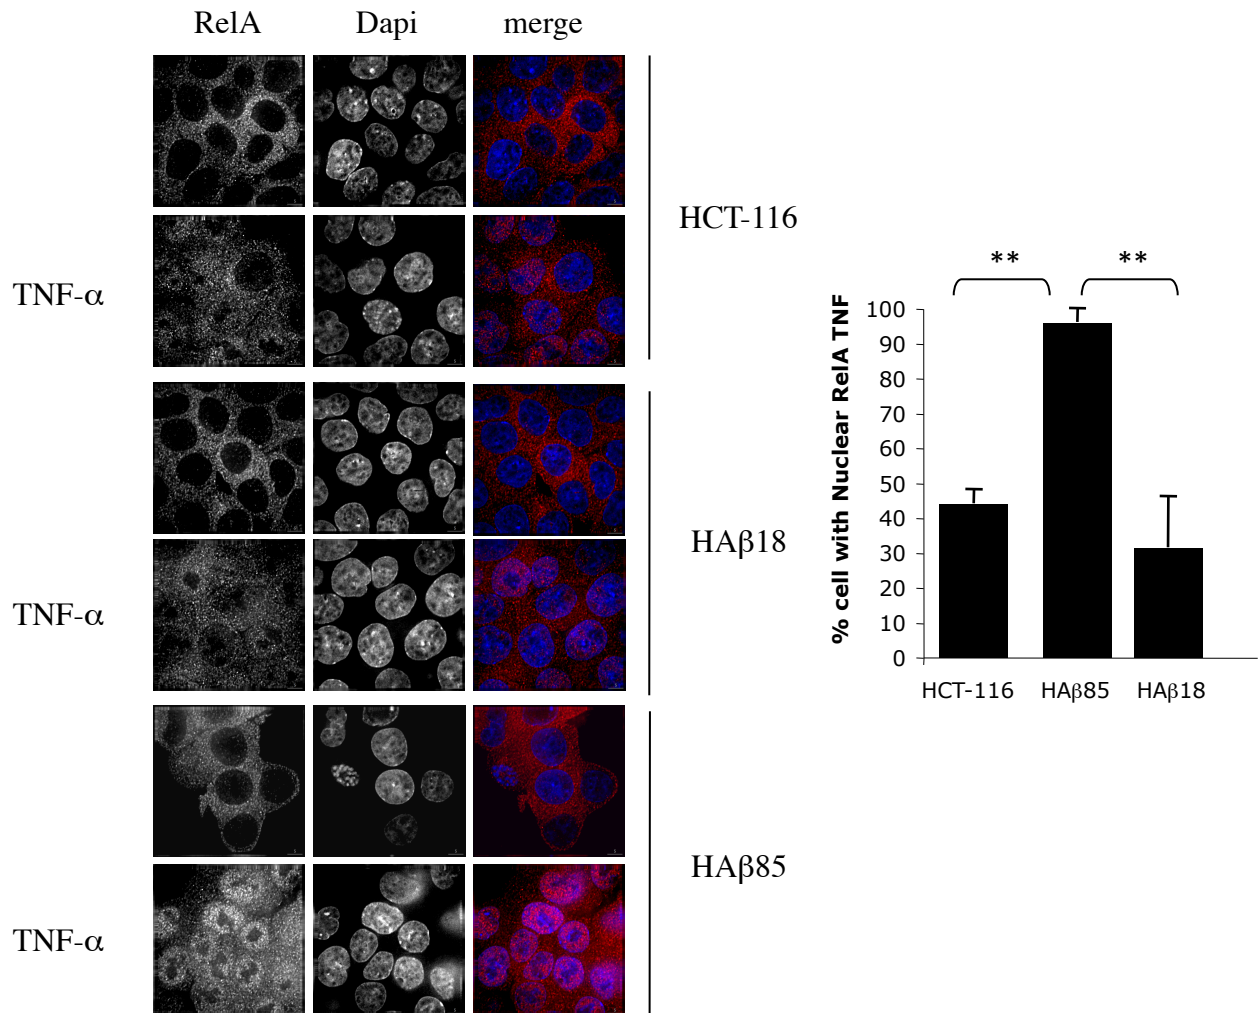 RelA Dapi merge
HCT-116
TNF-α
HAβ18
TNF-α
HAβ85
TNF-α
** **
% cell with Nuclear RelA TNF
100
90
80
70
60
50
40
30
20
10
0
HCT-116 HAβ85 HAβ18